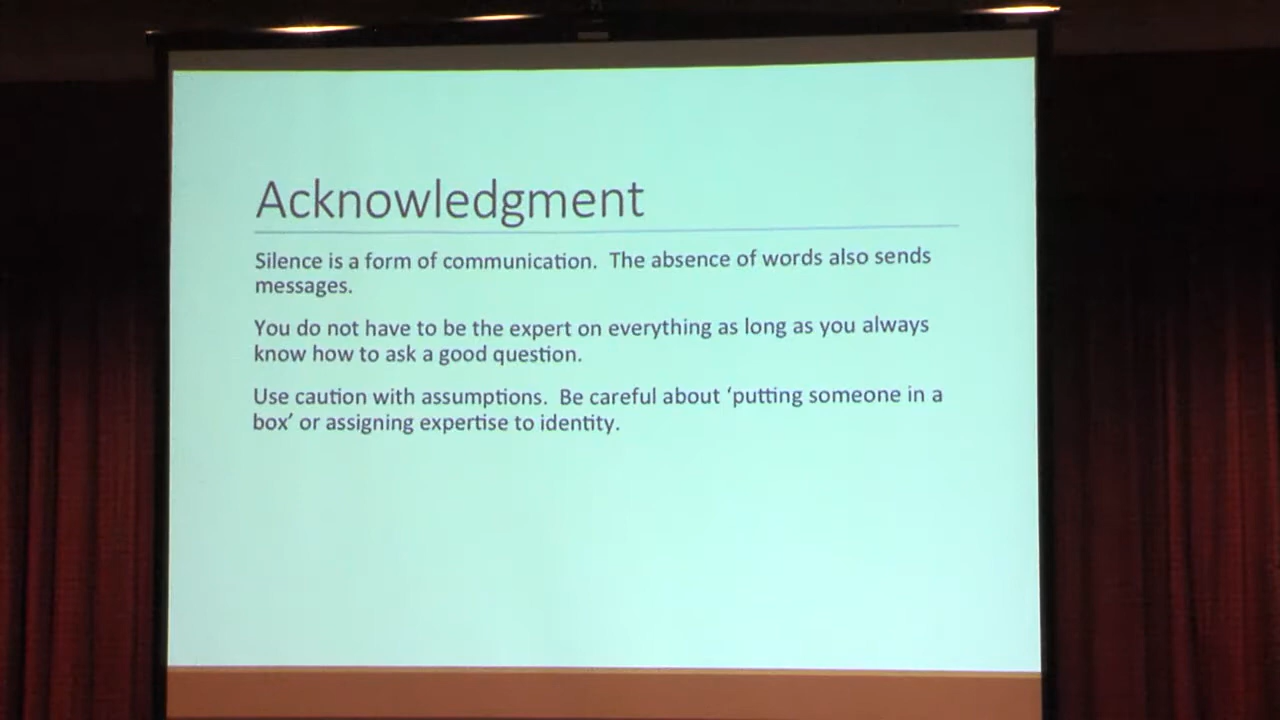 Acknowledgment
Silence is a form of communication.  The absence of words also sends
messages.
You do not have to be the expert on everything as long as you always
know how to ask a good question.
Use caution with assumptions.  Be careful about ‘putting someone in a
box’ or assigning expertise to identity.